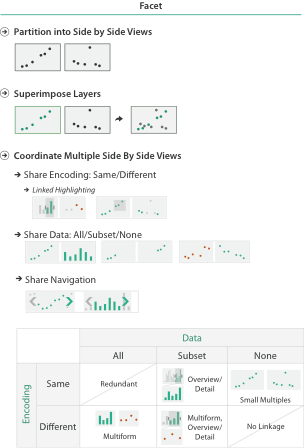 Facet
Partition into Side by Side Views
Superimpose Layers
Coordinate Multiple Side By Side Views
Share Encoding: Same/Different
Linked Highlighting
Share Data: All/Subset/None
Share Navigation
Data
All Subset None
Encoding
Same
Redundant
Overview/
Detail
Small Multiples
Different
Multiform
Multiform,
Overview/
Detail
No Linkage